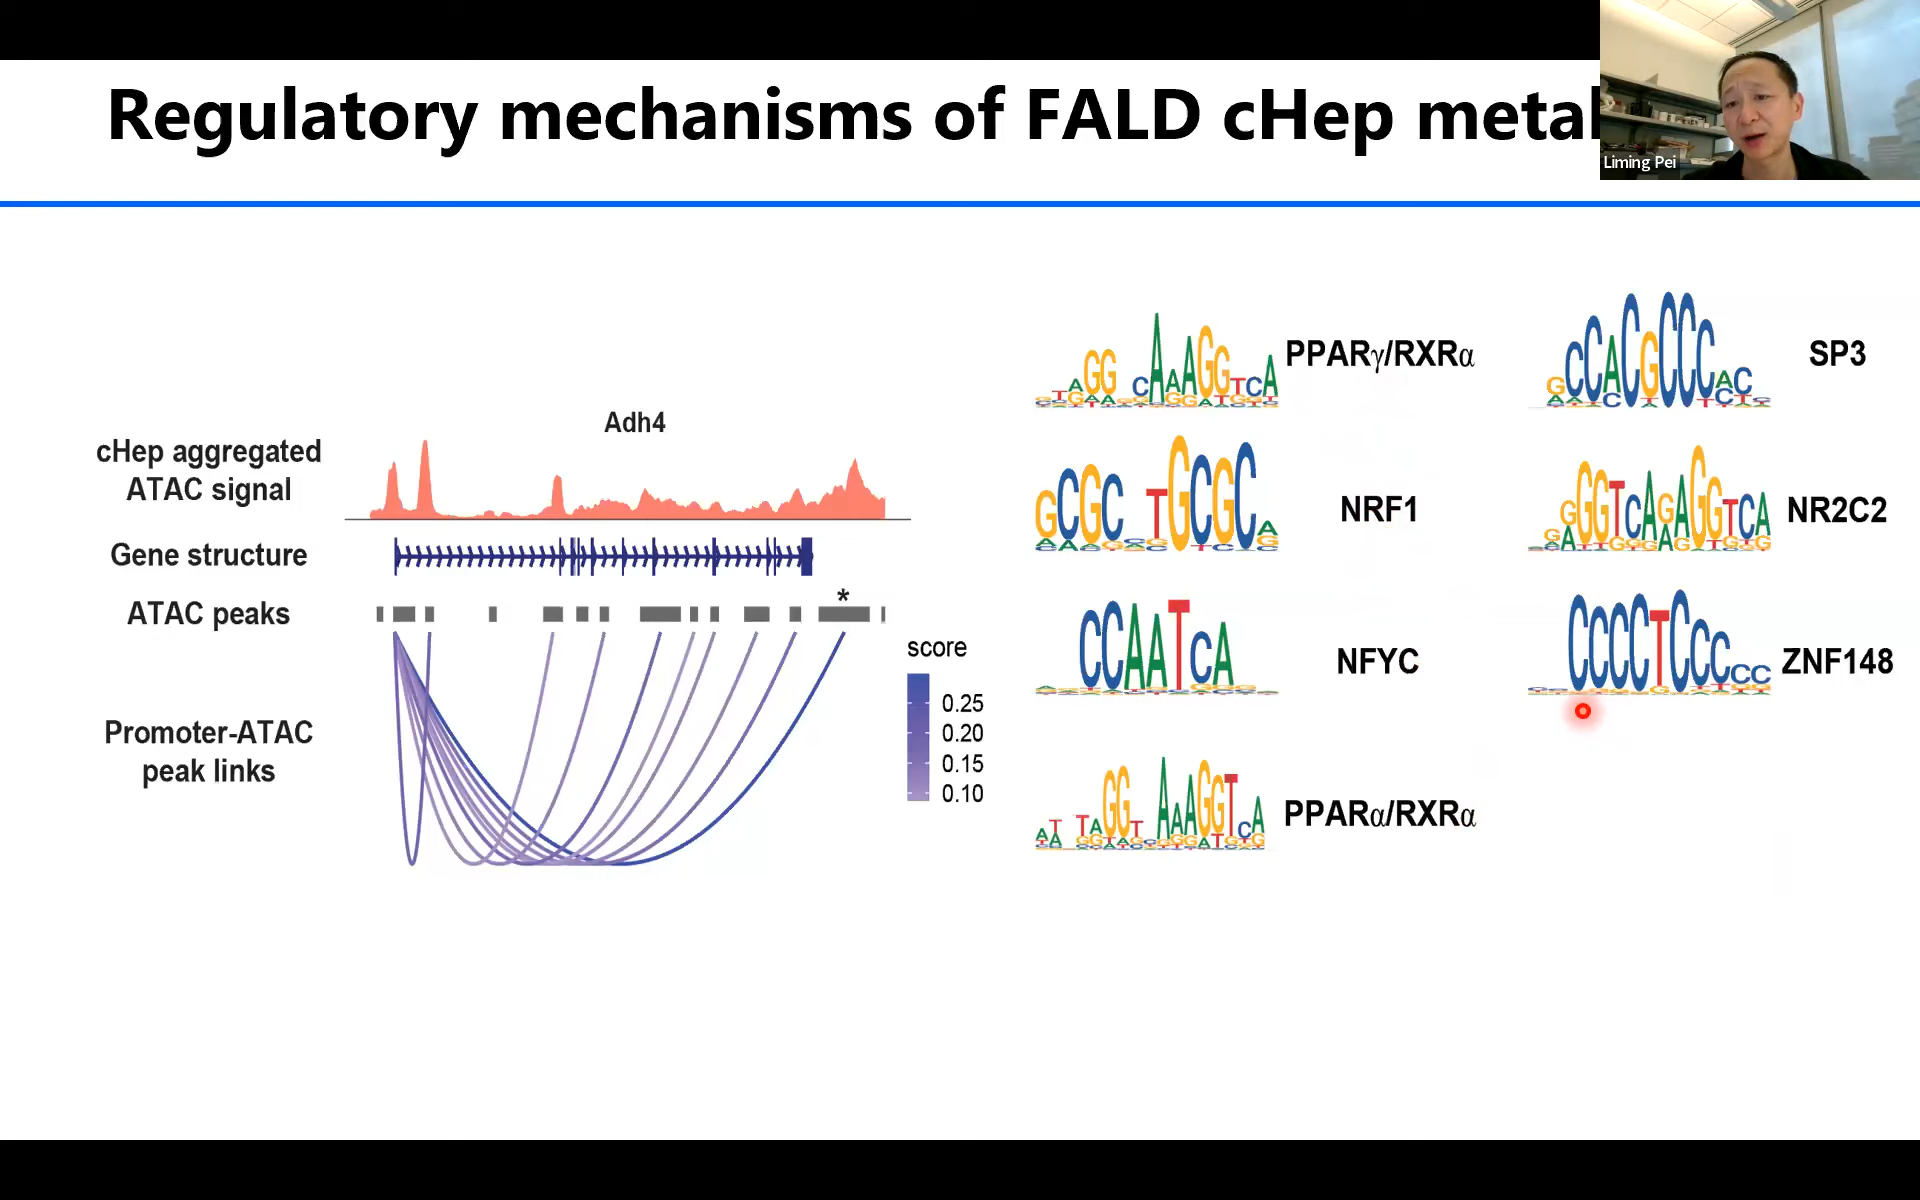 Regulatory mechanisms of FALD cHep metal
Liming Pei
Adh4
cHep aggregated
ATAC signal
Gene structure
ATAC peaks
*
Promoter-ATAC
peak links
score
0.25
0.20
0.15
0.10
PPARγ/RXRα
NRF1
NFYC
PPARα/RXRα
SP3
NR2C2
ZNF148